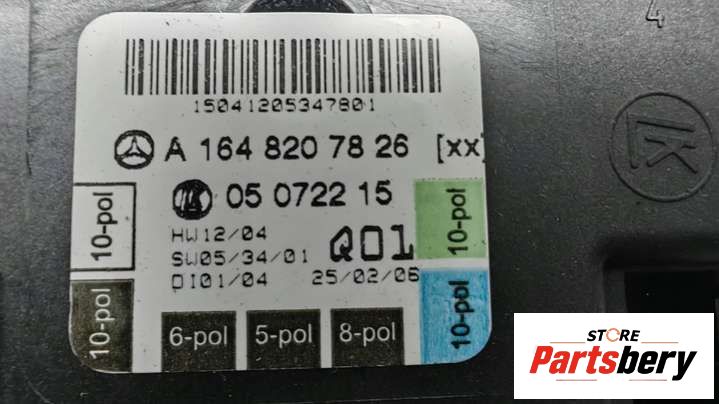 15041205347801
A 164 820 78 26 [xx]
05 0722 15
HW12/04
SW05/34/01
DI01/04 25/02/06
Q01
10-pol
10-pol
10-pol
10-pol
6-pol 5-pol 8-pol
4
STORE
Partsbery